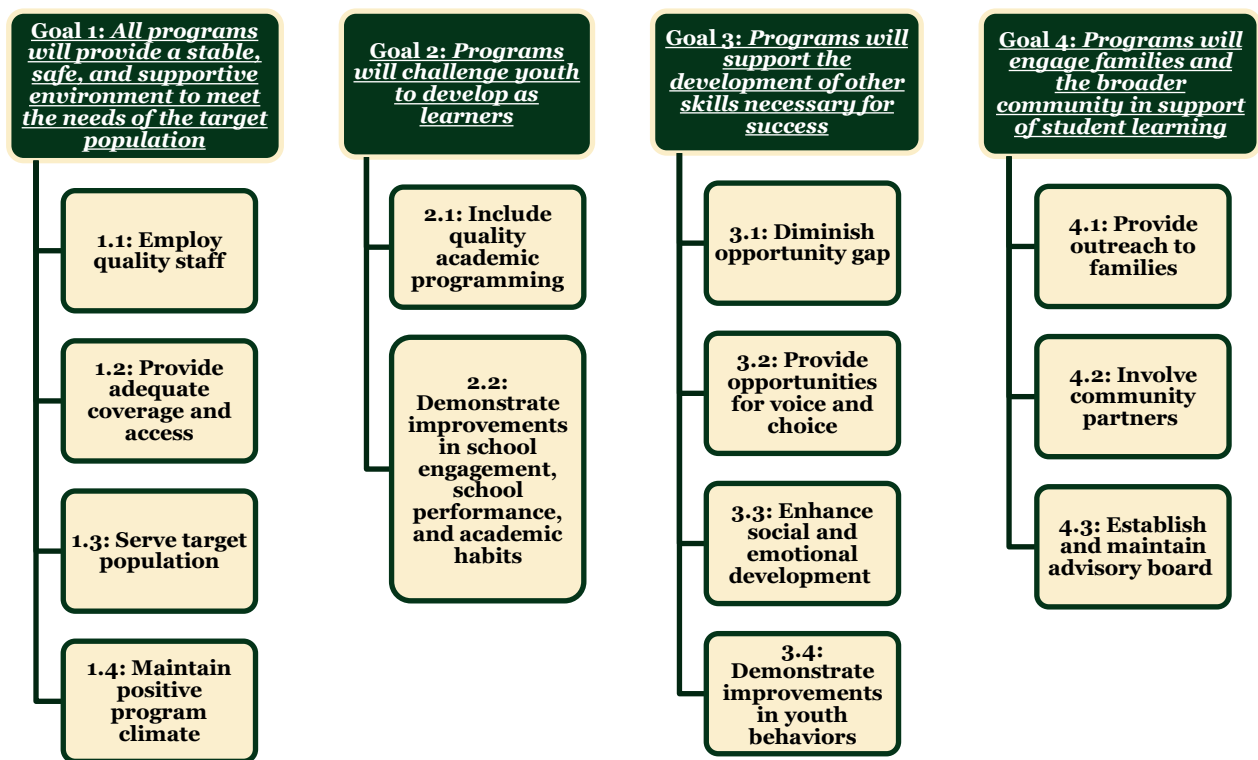 Goal 1: All programs
will provide a stable,
safe, and supportive
environment to meet
the needs of the target
population
1.1: Employ
quality staff
1.2: Provide
adequate
coverage and
access
1.3: Serve target
population
1.4: Maintain
positive
program
climate
Goal 2: Programs
will challenge youth
to develop as
learners
2.1: Include
quality
academic
programming
2.2:
Demonstrate
improvements
in school
engagement,
school
performance,
and academic
habits
Goal 3: Programs will
support the
development of other
skills necessary for
success
3.1: Diminish
opportunity gap
3.2: Provide
opportunities
for voice and
choice
3.3: Enhance
social and
emotional
development
3.4:
Demonstrate
improvements
in youth
behaviors
Goal 4: Programs will
engage families and
the broader
community in support
of student learning
4.1: Provide
outreach to
families
4.2: Involve
community
partners
4.3: Establish
and maintain
advisory board